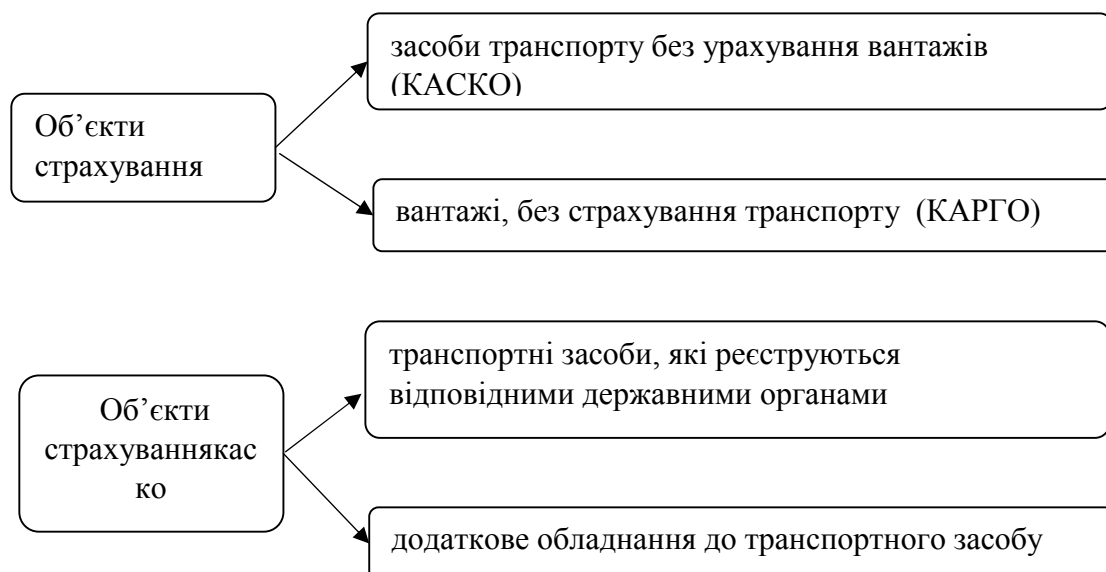 засоби транспорту без урахування вантажів
(КАСКО)
Об’єкти
страхування
вантажі, без страхування транспорту (КАРГО)
транспортні засоби, які реєструються
відповідними державними органами
Об’єкти
страхуваннякас
ко
додаткове обладнання до транспортного засобу